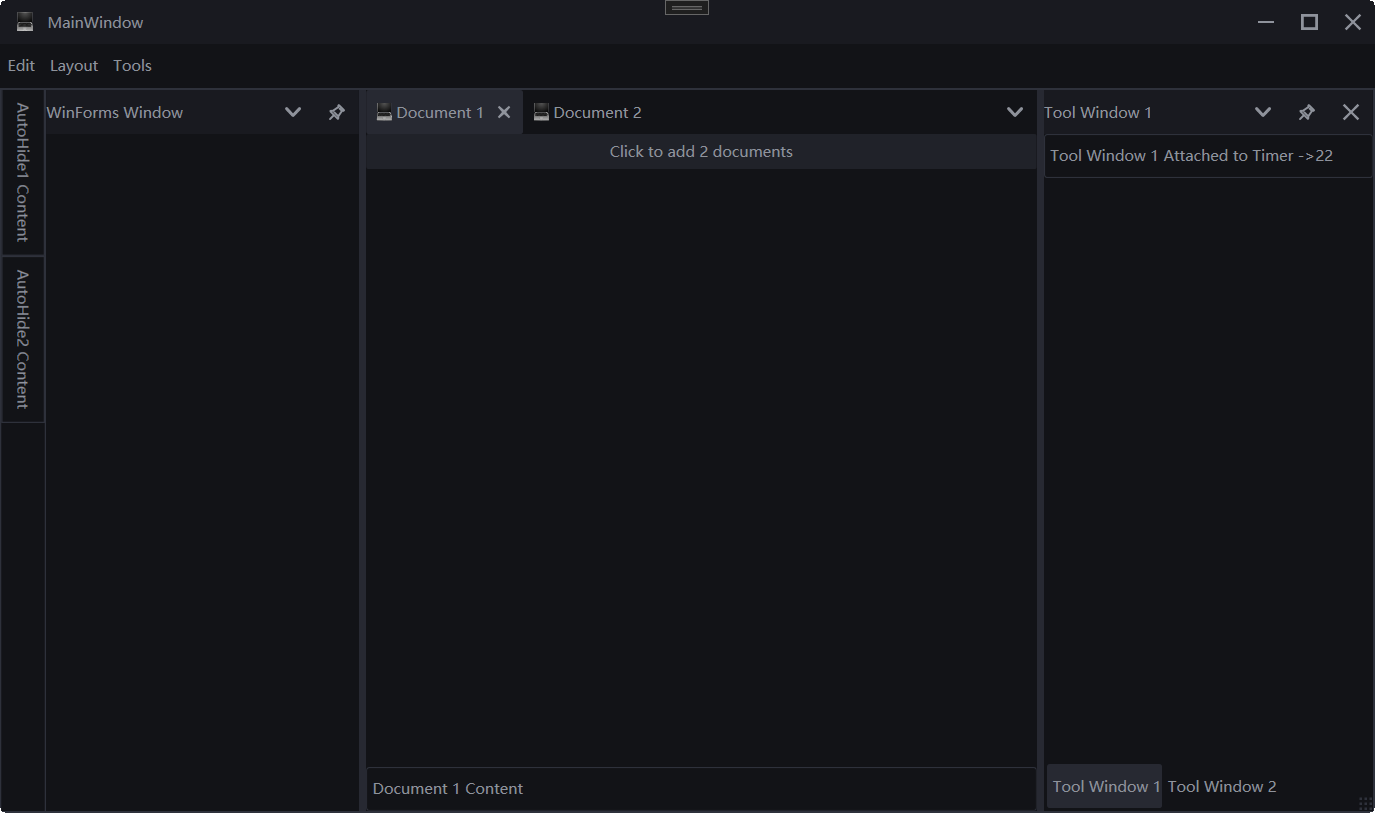 MainWindow
Edit Layout Tools
AutoHide1 Content
AutoHide2 Content
WinForms Window
Document 1
Document 2
Click to add 2 documents
Document 1 Content
Tool Window 1
Tool Window 1 Attached to Timer ->22
Tool Window 1
Tool Window 2